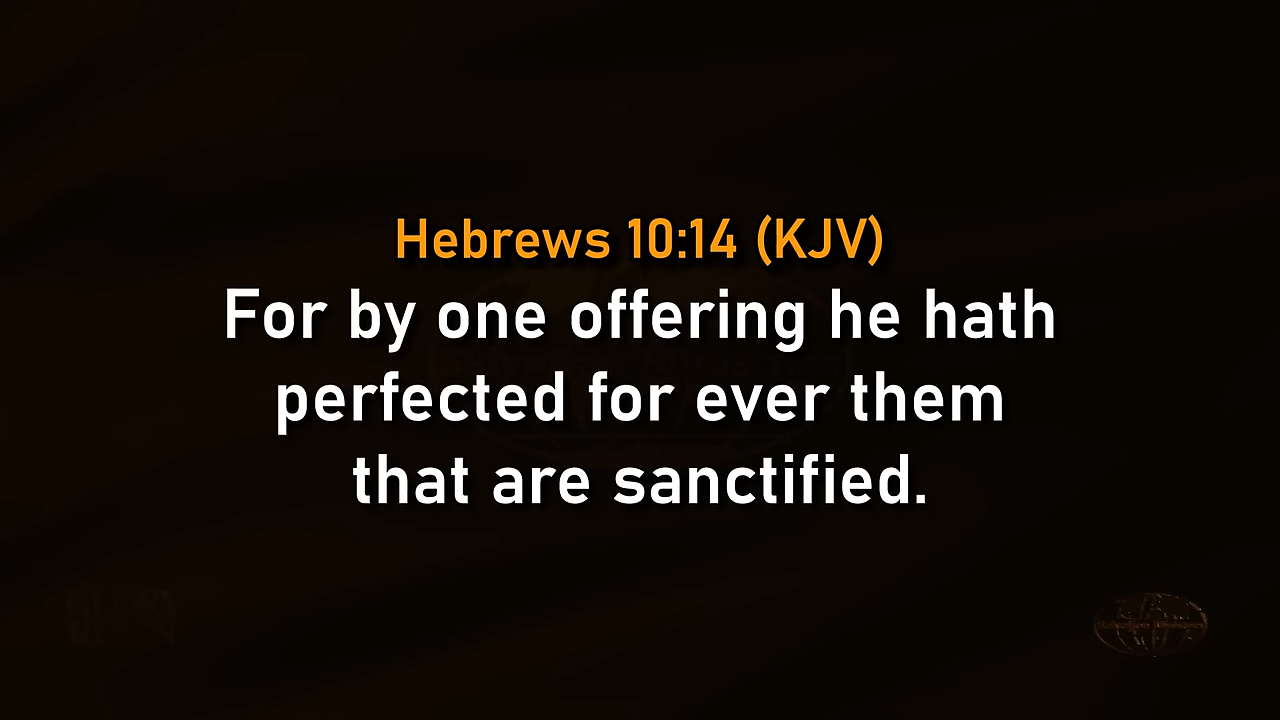 Hebrews 10:14 (KJV)
For by one offering he hath
perfected for ever them
that are sanctified.